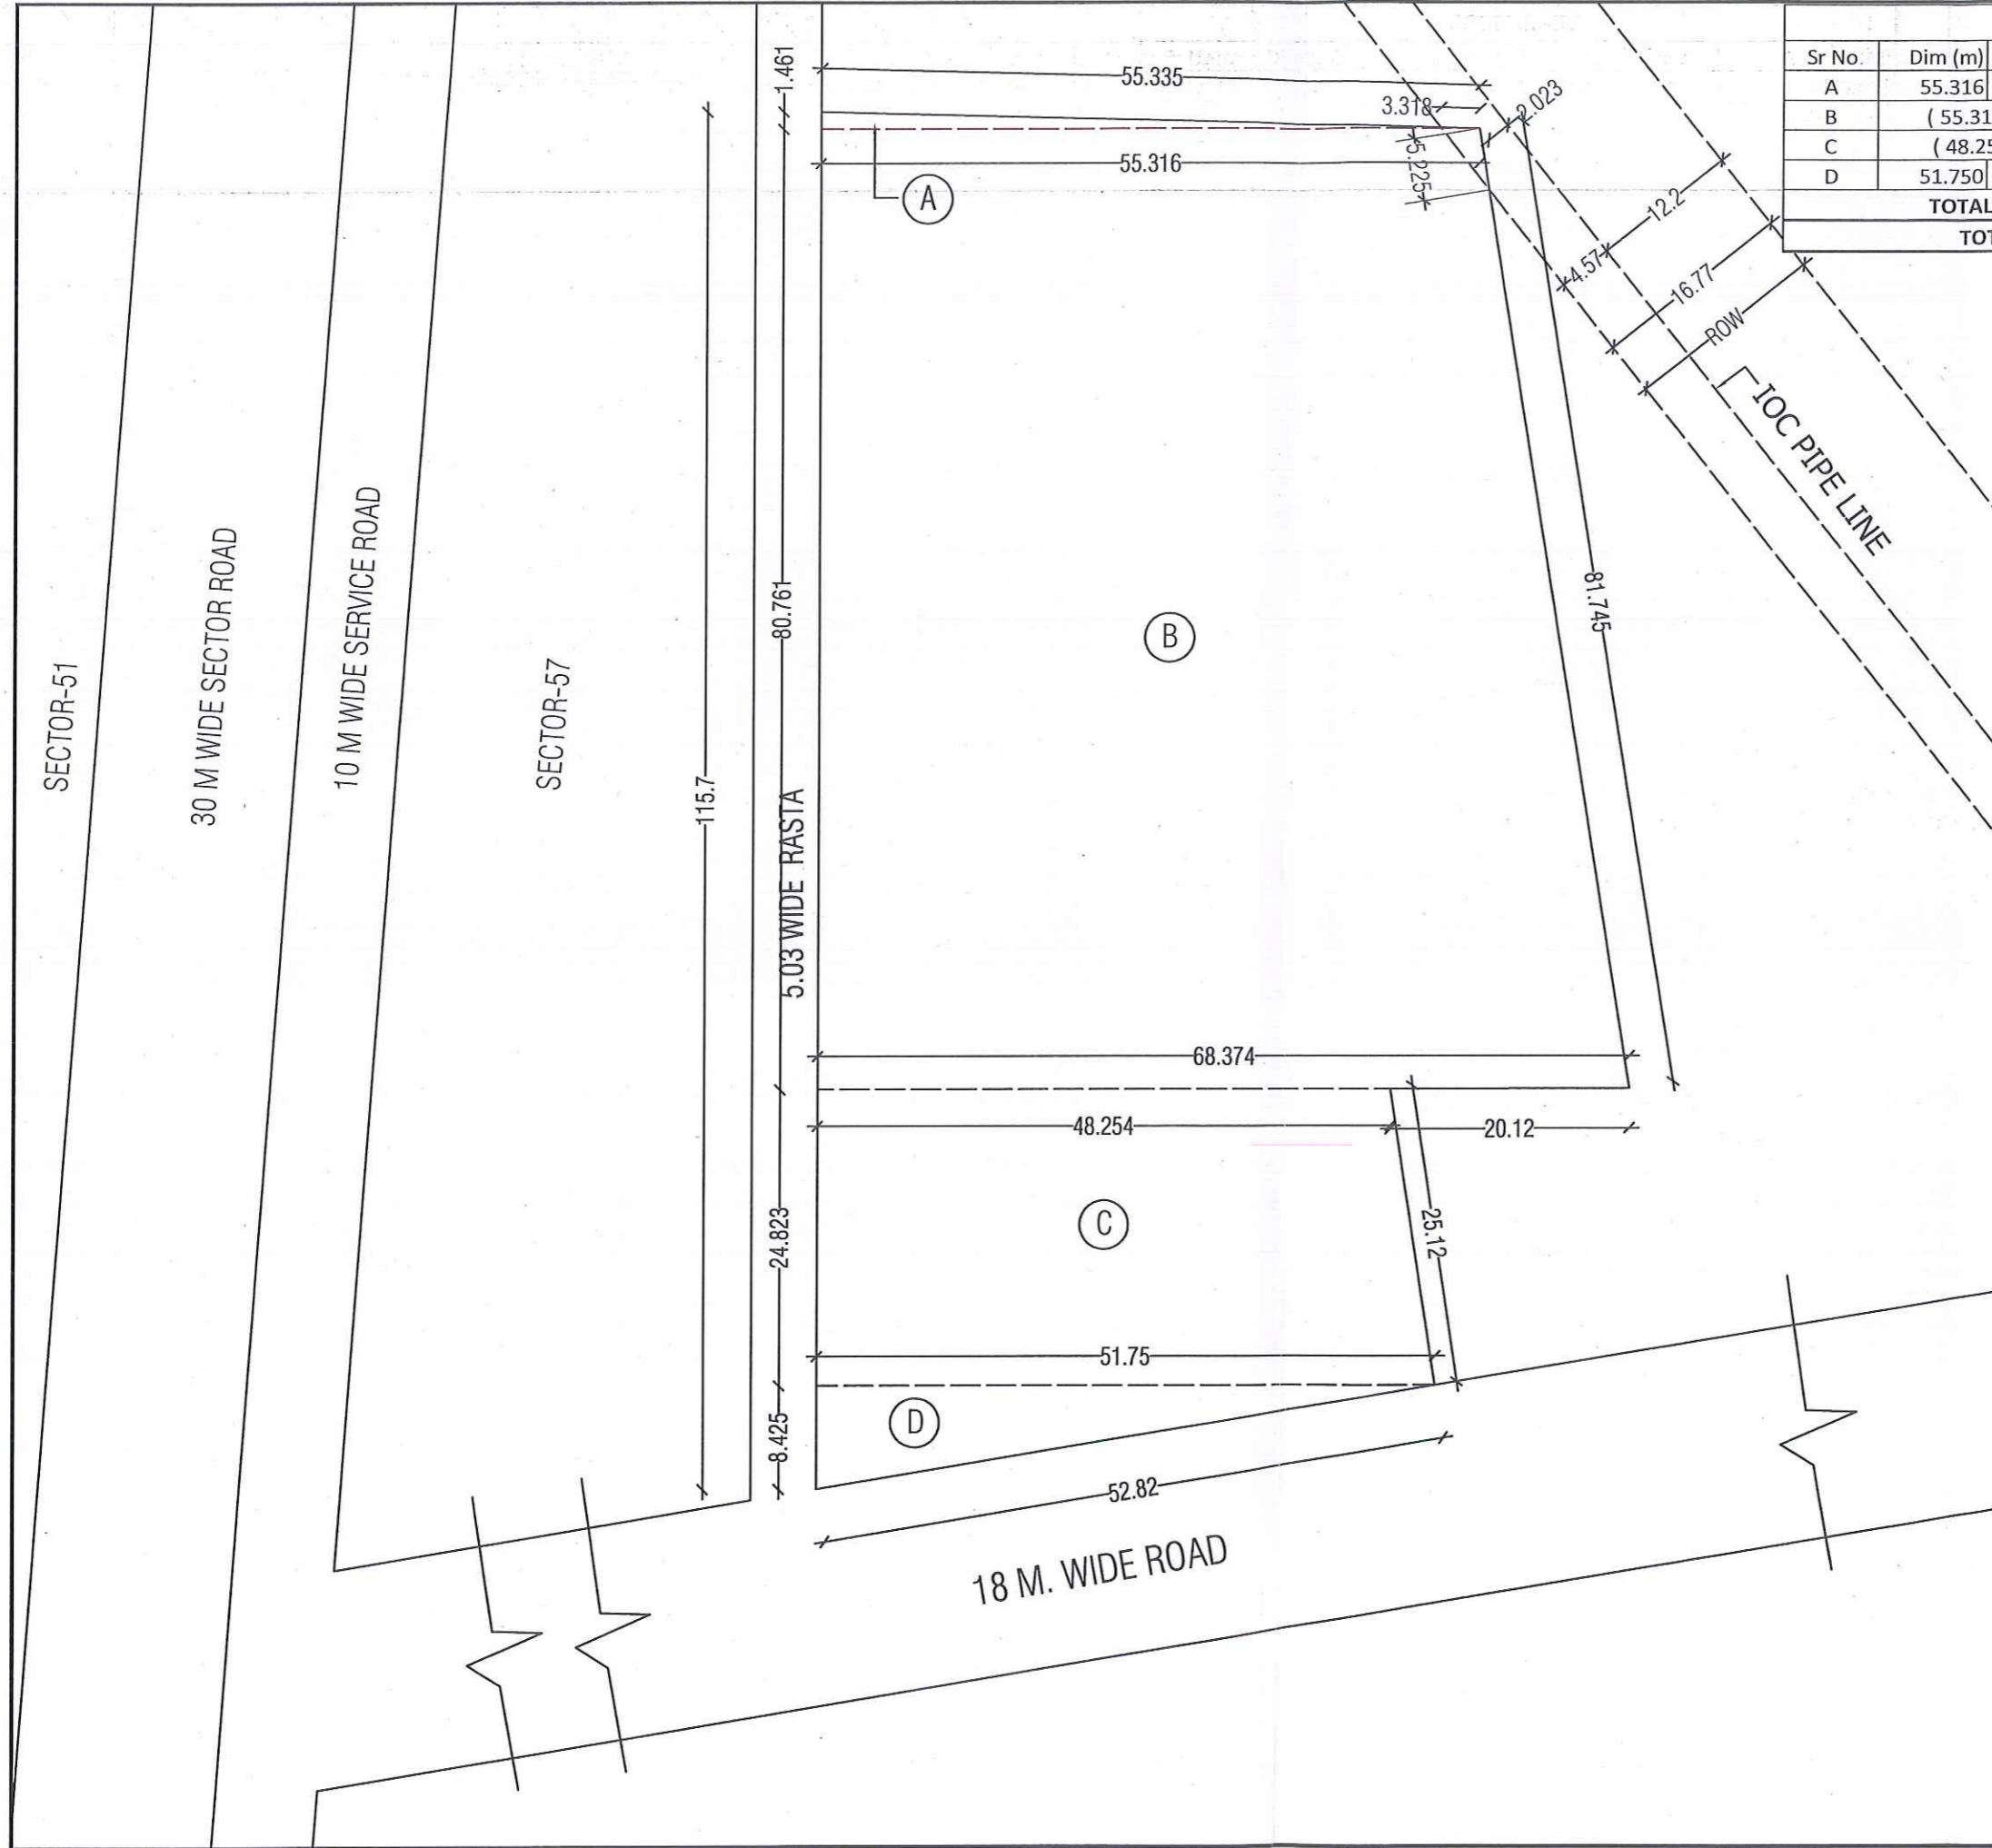 Sr No. Dim (m)
A 55.316
B ( 55.31
C ( 48.25
D 51.750
TOTAL
TOT
1.461
55.335
3.318
2.023
55.316
5.225
A
12.2
4.57
16.77
ROW
IOC PIPE LINE
80.761
B
81.745
SECTOR-51
30 M WIDE SECTOR ROAD
10 M WIDE SERVICE ROAD
SECTOR-57
115.7
5.03 WIDE RASTA
68.374
48.254
20.12
24.823
C
25.12
51.75
8.425
D
52.82
18 M. WIDE ROAD